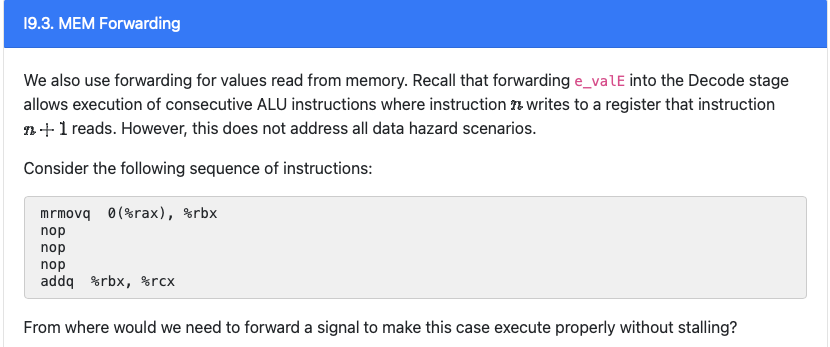 I9.3. MEM Forwarding
We also use forwarding for values read from memory. Recall that forwarding e_valE into the Decode stage
allows execution of consecutive ALU instructions where instruction n writes to a register that instruction
n + 1 reads. However, this does not address all data hazard scenarios.
Consider the following sequence of instructions:
mrmovq  0(%rax), %rbx
nop
nop
nop
addq  %rbx, %rcx
From where would we need to forward a signal to make this case execute properly without stalling?